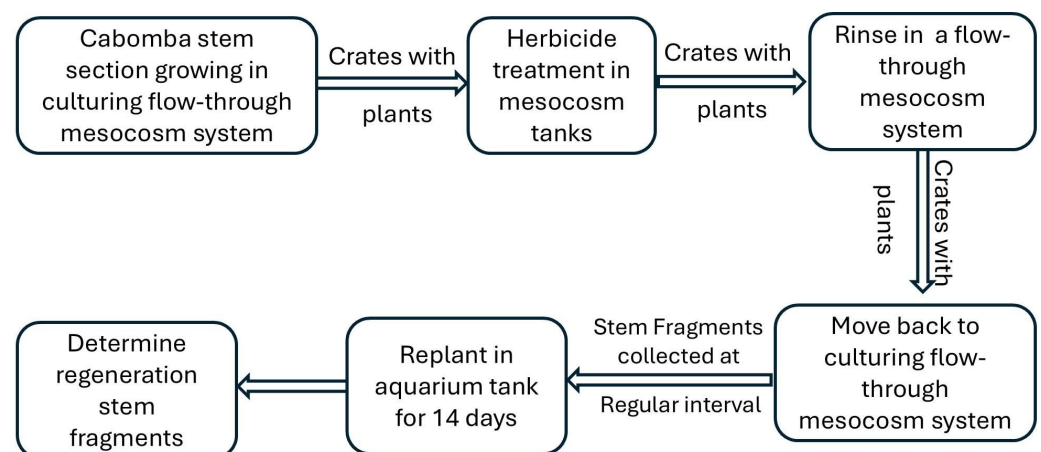 Cabomba stem
section growing in
culturing flow-through
mesocosm system
Crates with
plants
Herbicide
treatment in
mesocosm
tanks
Crates with
plants
Rinse in a flow-
through
mesocosm
system
Crates with
plants
Move back to
culturing flow-
through
mesocosm system
Stem Fragments
collected at
Regular interval
Replant in
aquarium tank
for 14 days
Determine
regeneration
stem
fragments